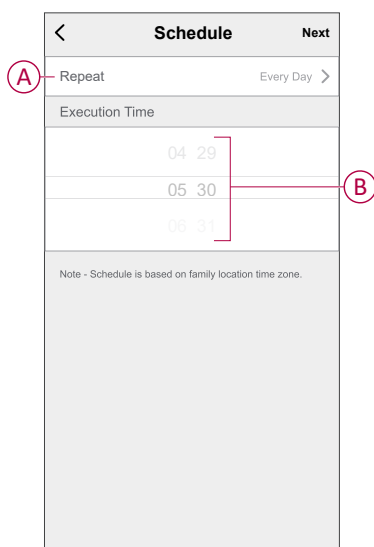 Schedule Next
A Repeat Every Day
Execution Time
04 29
05 30 B
06 31
Note - Schedule is based on family location time zone.